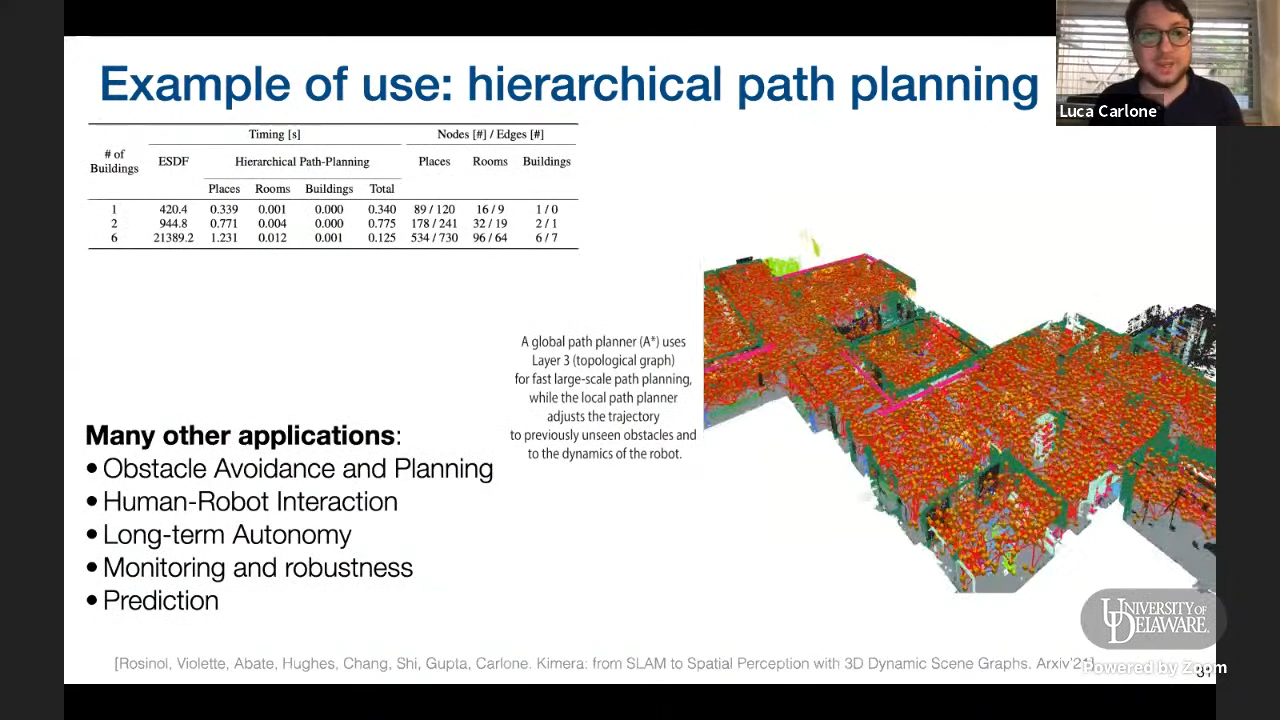 Example of use: hierarchical path planning
Luca Carlone
Timing [s] Nodes [#] / Edges [#]
# of Buildings ESDF Hierarchical Path-Planning Places Rooms Buildings
Places Rooms Buildings Total
1 420.4 0.339 0.001 0.000 0.340 89 / 120 16 / 9 1 / 0
2 944.8 0.771 0.004 0.000 0.775 178 / 241 32 / 19 2 / 1
6 21389.2 1.231 0.012 0.001 0.125 534 / 730 96 / 64 6 / 7
A global path planner (A*) uses
Layer 3 (topological graph)
for fast large-scale path planning,
while the local path planner
adjusts the trajectory
to previously unseen obstacles and
to the dynamics of the robot.
Many other applications:
• Obstacle Avoidance and Planning
• Human-Robot Interaction
• Long-term Autonomy
• Monitoring and robustness
• Prediction
UNIVERSITY OF
DELAWARE.
[Rosinol, Violette, Abate, Hughes, Chang, Shi, Gupta, Carlone. Kimera: from SLAM to Spatial Perception with 3D Dynamic Scene Graphs. Arxiv'21]
Powered by Zoom